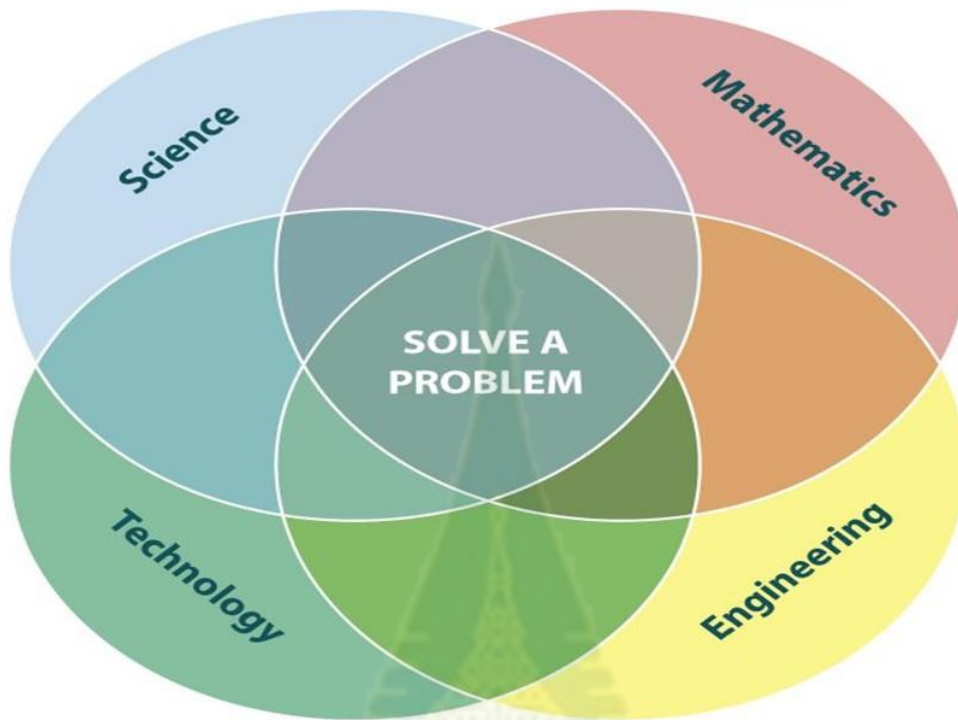 Science
Mathematics
SOLVE A
PROBLEM
Technology
Engineering